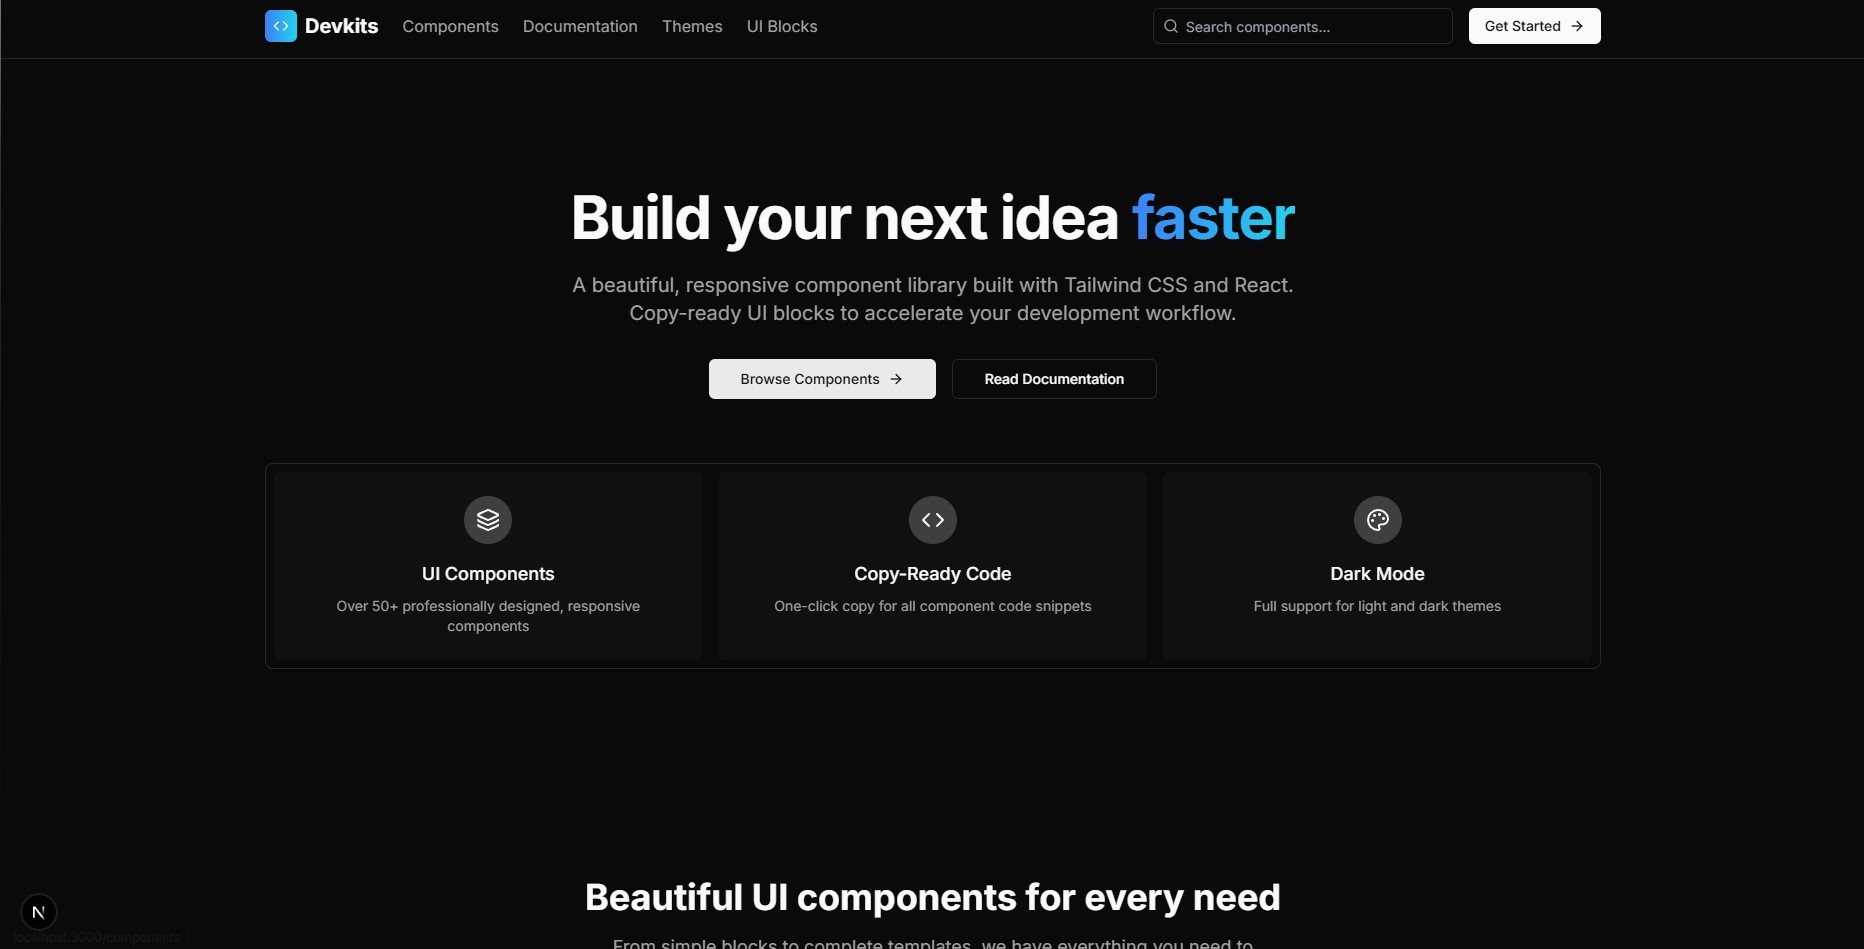 Devkits
Components
Documentation
Themes
UI Blocks
Search components...
Get Started
Build your next idea faster
A beautiful, responsive component library built with Tailwind CSS and React.
Copy-ready UI blocks to accelerate your development workflow.
Browse Components
Read Documentation
UI Components
Over 50+ professionally designed, responsive
components
Copy-Ready Code
One-click copy for all component code snippets
Dark Mode
Full support for light and dark themes
Beautiful UI components for every need
From simple blocks to complete templates, we have everything you need to
N
localhost:3000/components